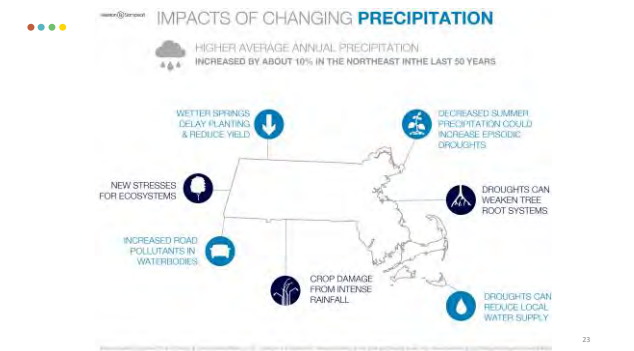 IMPACTS OF CHANGING PRECIPITATION
HIGHER AVERAGE ANNUAL PRECIPITATION
INCREASED BY ABOUT 10% IN THE NORTHEAST INTHE LAST 50 YEARS
WETTER SPRINGS
DELAY PLANTING
& REDUCE YIELD
DECREASED SUMMER
PRECIPITATION COULD
INCREASE EPISODIC
DROUGHTS
NEW STRESSES
FOR ECOSYSTEMS
DROUGHTS CAN
WEAKEN TREE
ROOT SYSTEMS
INCREASED ROAD
POLLUTANTS IN
WATERBODIES
CROP DAMAGE
FROM INTENSE
RAINFALL
DROUGHTS CAN
REDUCE LOCAL
WATER SUPPLY
23